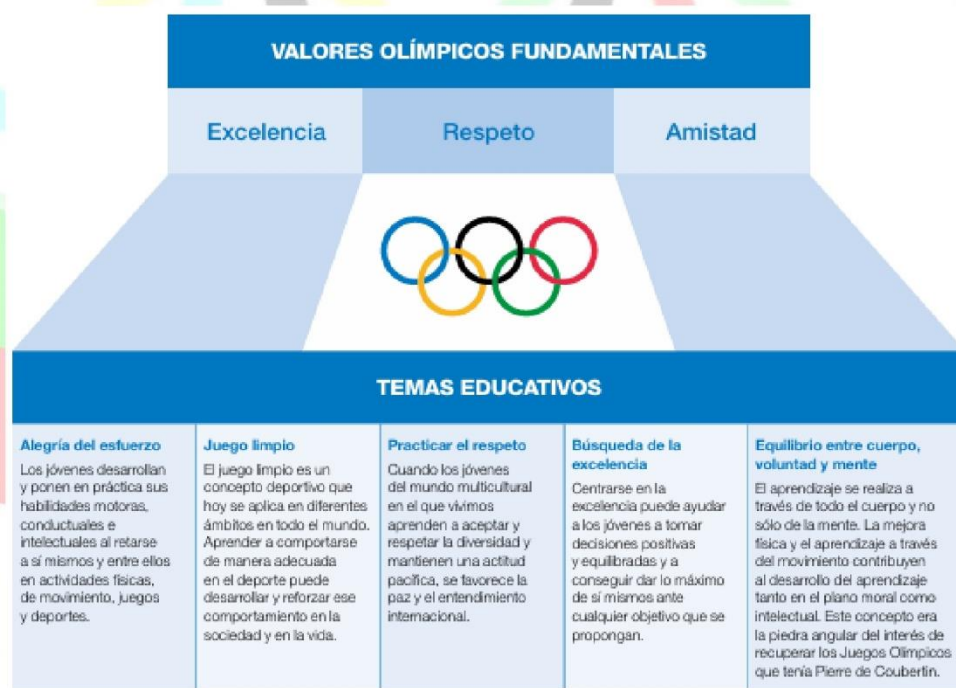 VALORES OLÍMPICOS FUNDAMENTALES
Excelencia
Respeto
Amistad
TEMAS EDUCATIVOS
Alegría del esfuerzo
Los jóvenes desarrollan
y ponen en práctica sus
habilidades motoras,
conductuales e
intelectuales al retarse
a sí mismos y entre ellos
en actividades físicas,
de movimiento, juegos
y deportes.
Juego limpio
El juego limpio es un
concepto deportivo que
hoy se aplica en diferentes
ámbitos en todo el mundo.
Aprender a comportarse
de manera adecuada
en el deporte puede
desarrollar y reforzar ese
comportamiento en la
sociedad y en la vida.
Practicar el respeto
Cuando los jóvenes
del mundo multicultural
en el que vivimos
aprenden a aceptar y
respetar la diversidad y
mantienen una actitud
pacífica, se favorece la
paz y el entendimiento
internacional.
Búsqueda de la
excelencia
Centrarse en la
excelencia puede ayudar
a los jóvenes a tomar
decisiones positivas
y equilibradas y a
conseguir dar lo máximo
de sí mismos ante
cualquier objetivo que se
propongan.
Equilibrio entre cuerpo,
voluntad y mente
El aprendizaje se realiza a
través de todo el cuerpo y no
sólo de la mente. La mejora
física y el aprendizaje a través
del movimiento contribuyen
al desarrollo del aprendizaje
tanto en el plano moral como
intelectual. Este concepto era
la piedra angular del interés de
recuperar los Juegos Olímpicos
que tenía Pierre de Coubertin.